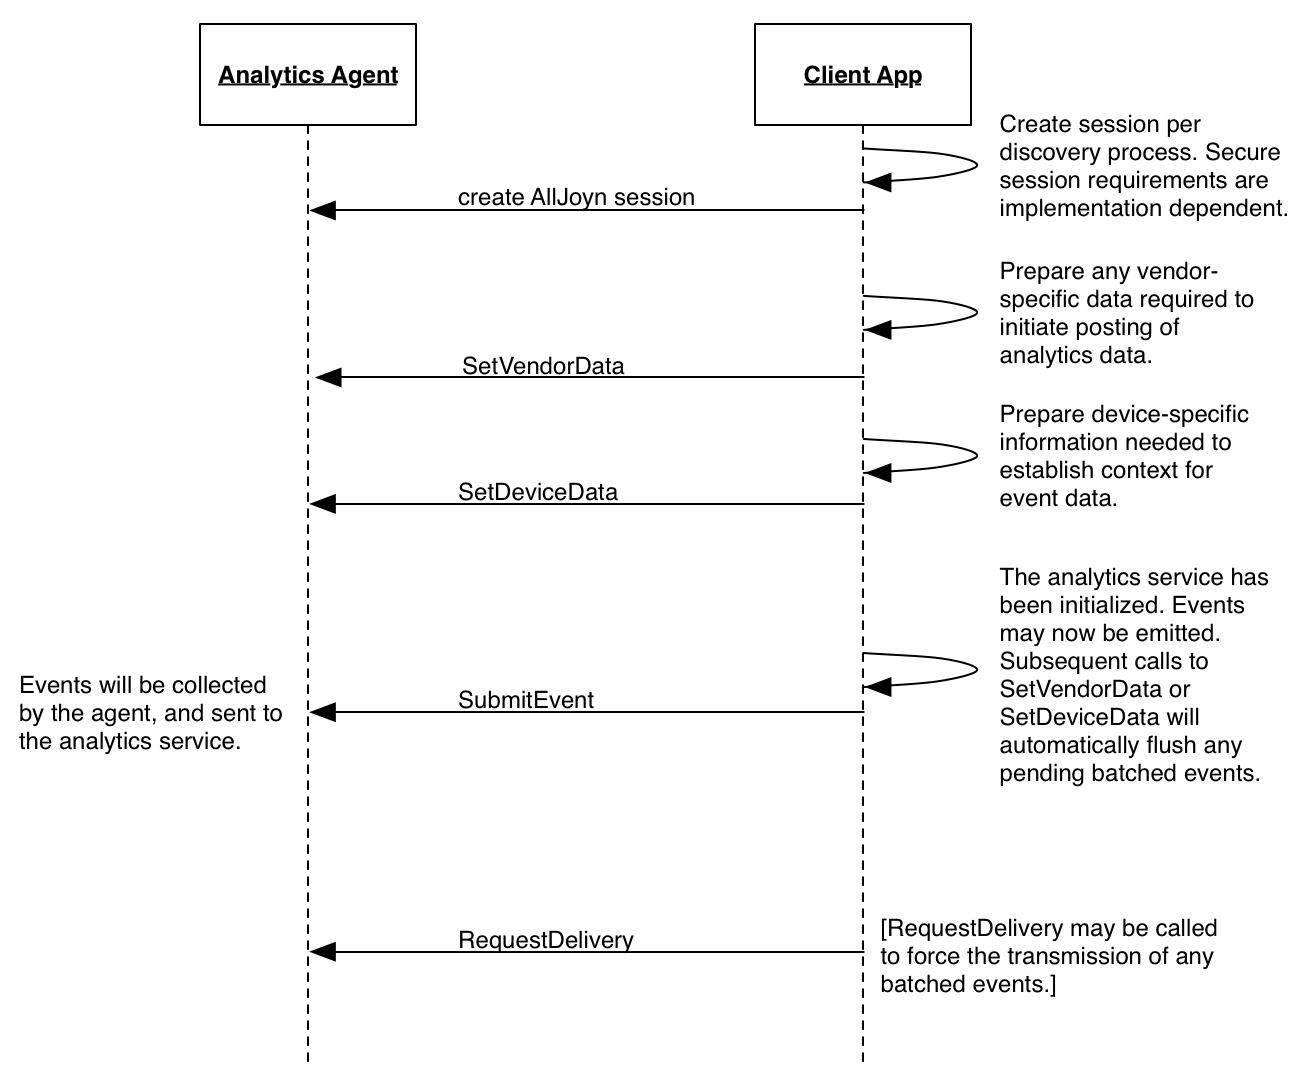 Analytics Agent
Client App
Create session per
discovery process. Secure
session requirements are
implementation dependent.
create AllJoyn session
Prepare any vendor-
specific data required to
initiate posting of
analytics data.
SetVendorData
Prepare device-specific
information needed to
establish context for
event data.
SetDeviceData
The analytics service has
been initialized. Events
may now be emitted.
Subsequent calls to
SetVendorData or
SetDeviceData will
automatically flush any
pending batched events.
Events will be collected
by the agent, and sent to
the analytics service.
SubmitEvent
RequestDelivery
[RequestDelivery may be called
to force the transmission of any
batched events.]